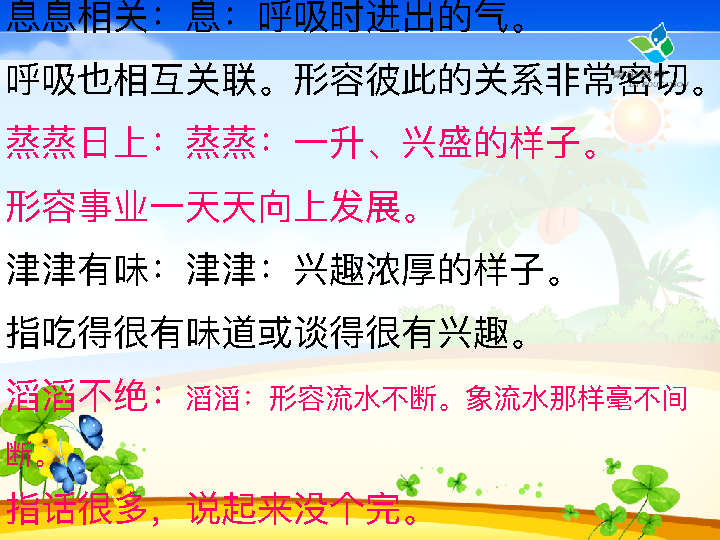 息息相关：息：呼吸时进出的气。
呼吸也相互关联。形容彼此的关系非常密切。
蒸蒸日上：蒸蒸：一升、兴盛的样子。
形容事业一天天向上发展。
津津有味：津津：兴趣浓厚的样子。
指吃得很有味道或谈得很有兴趣。
滔滔不绝：滔滔：形容流水不断。象流水那样毫不间
断。
指话很多，说起来没个完。